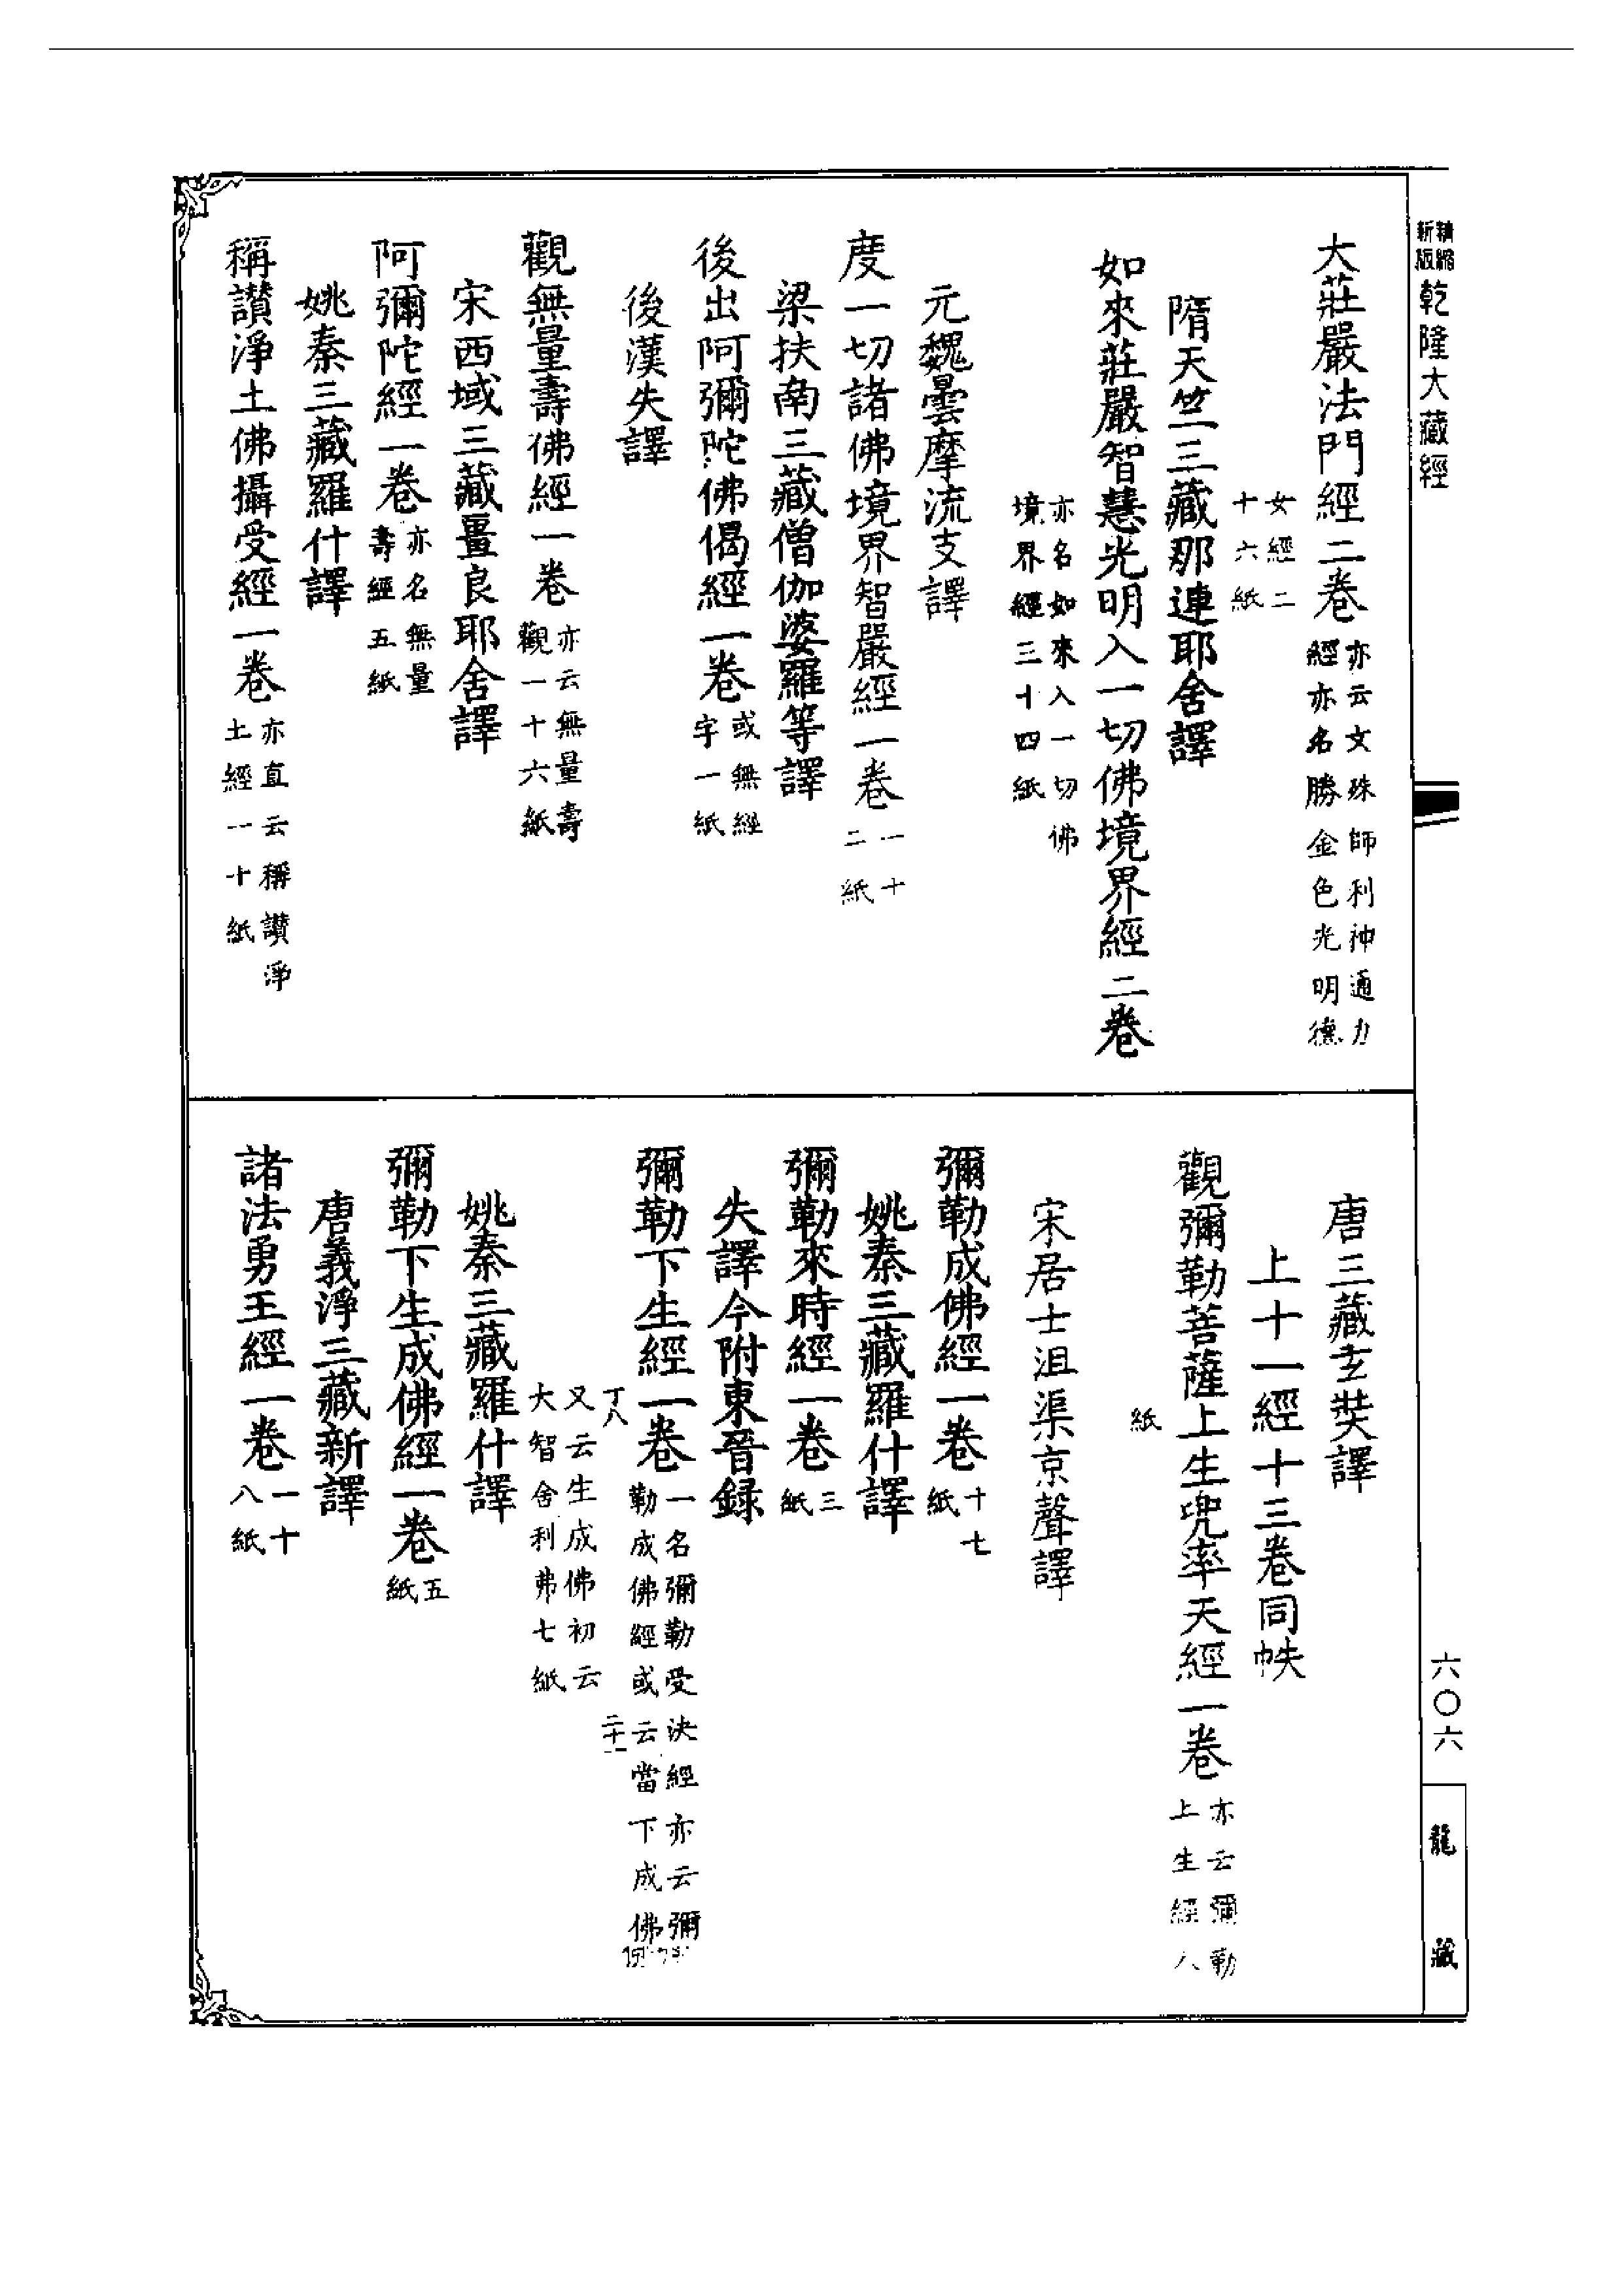 精縮新版乾隆大藏經
大莊嚴法門經二卷亦云文殊師利神通力經亦名勝金色光明德
女經二十六紙
隋天竺三藏那連耶舍譯
如來莊嚴智慧光明入一切佛境界經二卷
亦名如來入一切佛境界經三十四紙
元魏曇摩流支譯
度一切諸佛境界智嚴經一卷一十二紙
梁扶南三藏僧伽婆羅等譯
後出阿彌陀佛偈經一卷或無經字一紙
後漢失譯
觀無量壽佛經一卷亦云無量壽觀一十六紙
宋西域三藏畺良耶舍譯
阿彌陀經一卷亦名無量壽經五紙
姚秦三藏羅什譯
稱讚淨土佛攝受經一卷亦直云稱讚淨土經一十紙
唐三藏玄奘譯
上十一經十三卷同帙
觀彌勒菩薩上生兜率天經一卷亦云彌勒上生經八
紙
宋居士沮渠京聲譯
彌勒成佛經一卷十七紙
姚秦三藏羅什譯
彌勒來時經一卷三紙
失譯今附東晉録
彌勒下生經一卷一名彌勒受決經亦云彌勒成佛經或云當下成佛
丁八
二十一
又云生成佛初云大智舍利弗七紙
姚秦三藏羅什譯
彌勒下生成佛經一卷五紙
唐義淨三藏新譯
諸法勇王經一卷一十八紙
六〇六
龍藏